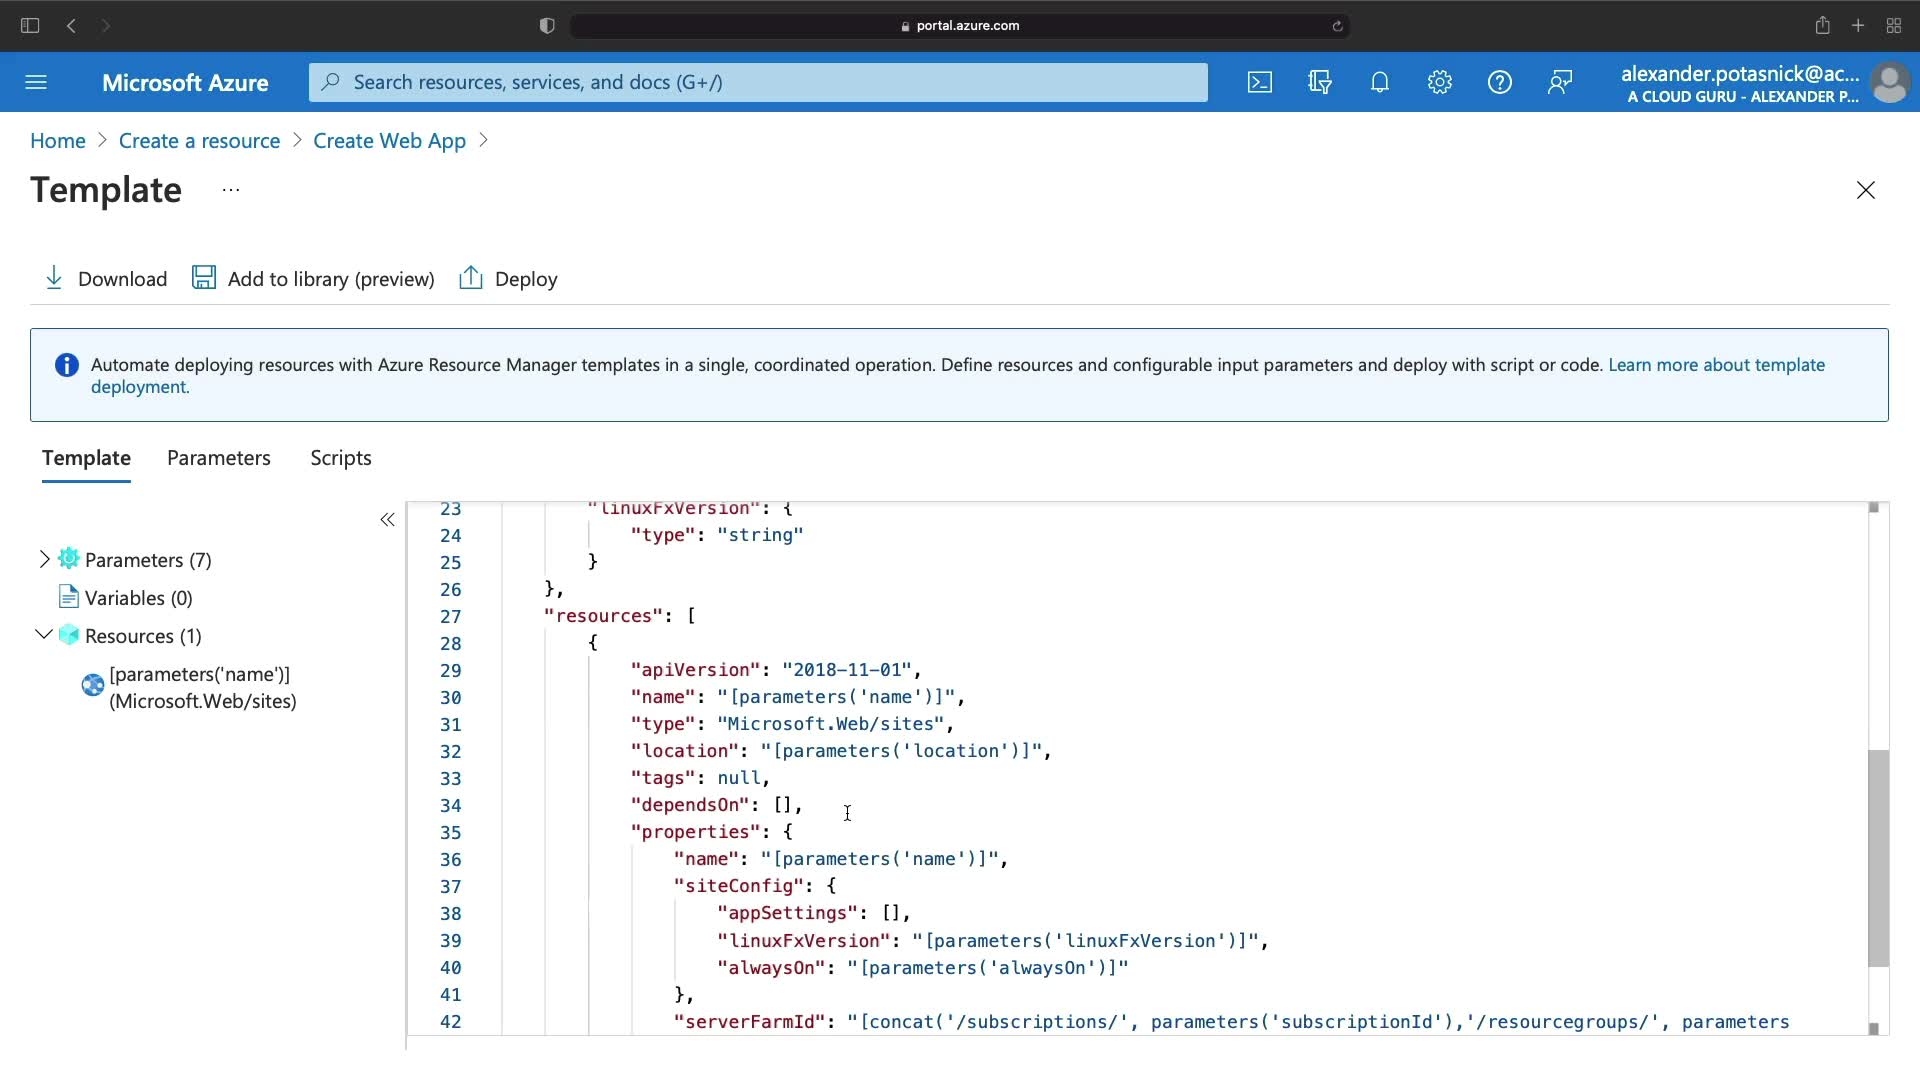 portal.azure.com
Microsoft Azure
Search resources, services, and docs (G+/)
alexander.potasnick@ac...
A CLOUD GURU - ALEXANDER P...
Home > Create a resource > Create Web App >
Template ...
Download
Add to library (preview)
Deploy
Automate deploying resources with Azure Resource Manager templates in a single, coordinated operation. Define resources and configurable input parameters and deploy with script or code. Learn more about template
deployment.
Template Parameters Scripts
Parameters (7)
Variables (0)
Resources (1)
[parameters('name')]
(Microsoft.Web/sites)
23 "linuxFxVersion": {
24 "type": "string"
25 }
26 },
27 "resources": [
28 {
29 "apiVersion": "2018-11-01",
30 "name": "[parameters('name')]",
31 "type": "Microsoft.Web/sites",
32 "location": "[parameters('location')]",
33 "tags": null,
34 "dependsOn": [],
35 "properties": {
36 "name": "[parameters('name')]",
37 "siteConfig": {
38 "appSettings": [],
39 "linuxFxVersion": "[parameters('linuxFxVersion')]",
40 "alwaysOn": "[parameters('alwaysOn')]"
41 },
42 "serverFarmId": "[concat('/subscriptions/', parameters('subscriptionId'),'/resourcegroups/', parameters